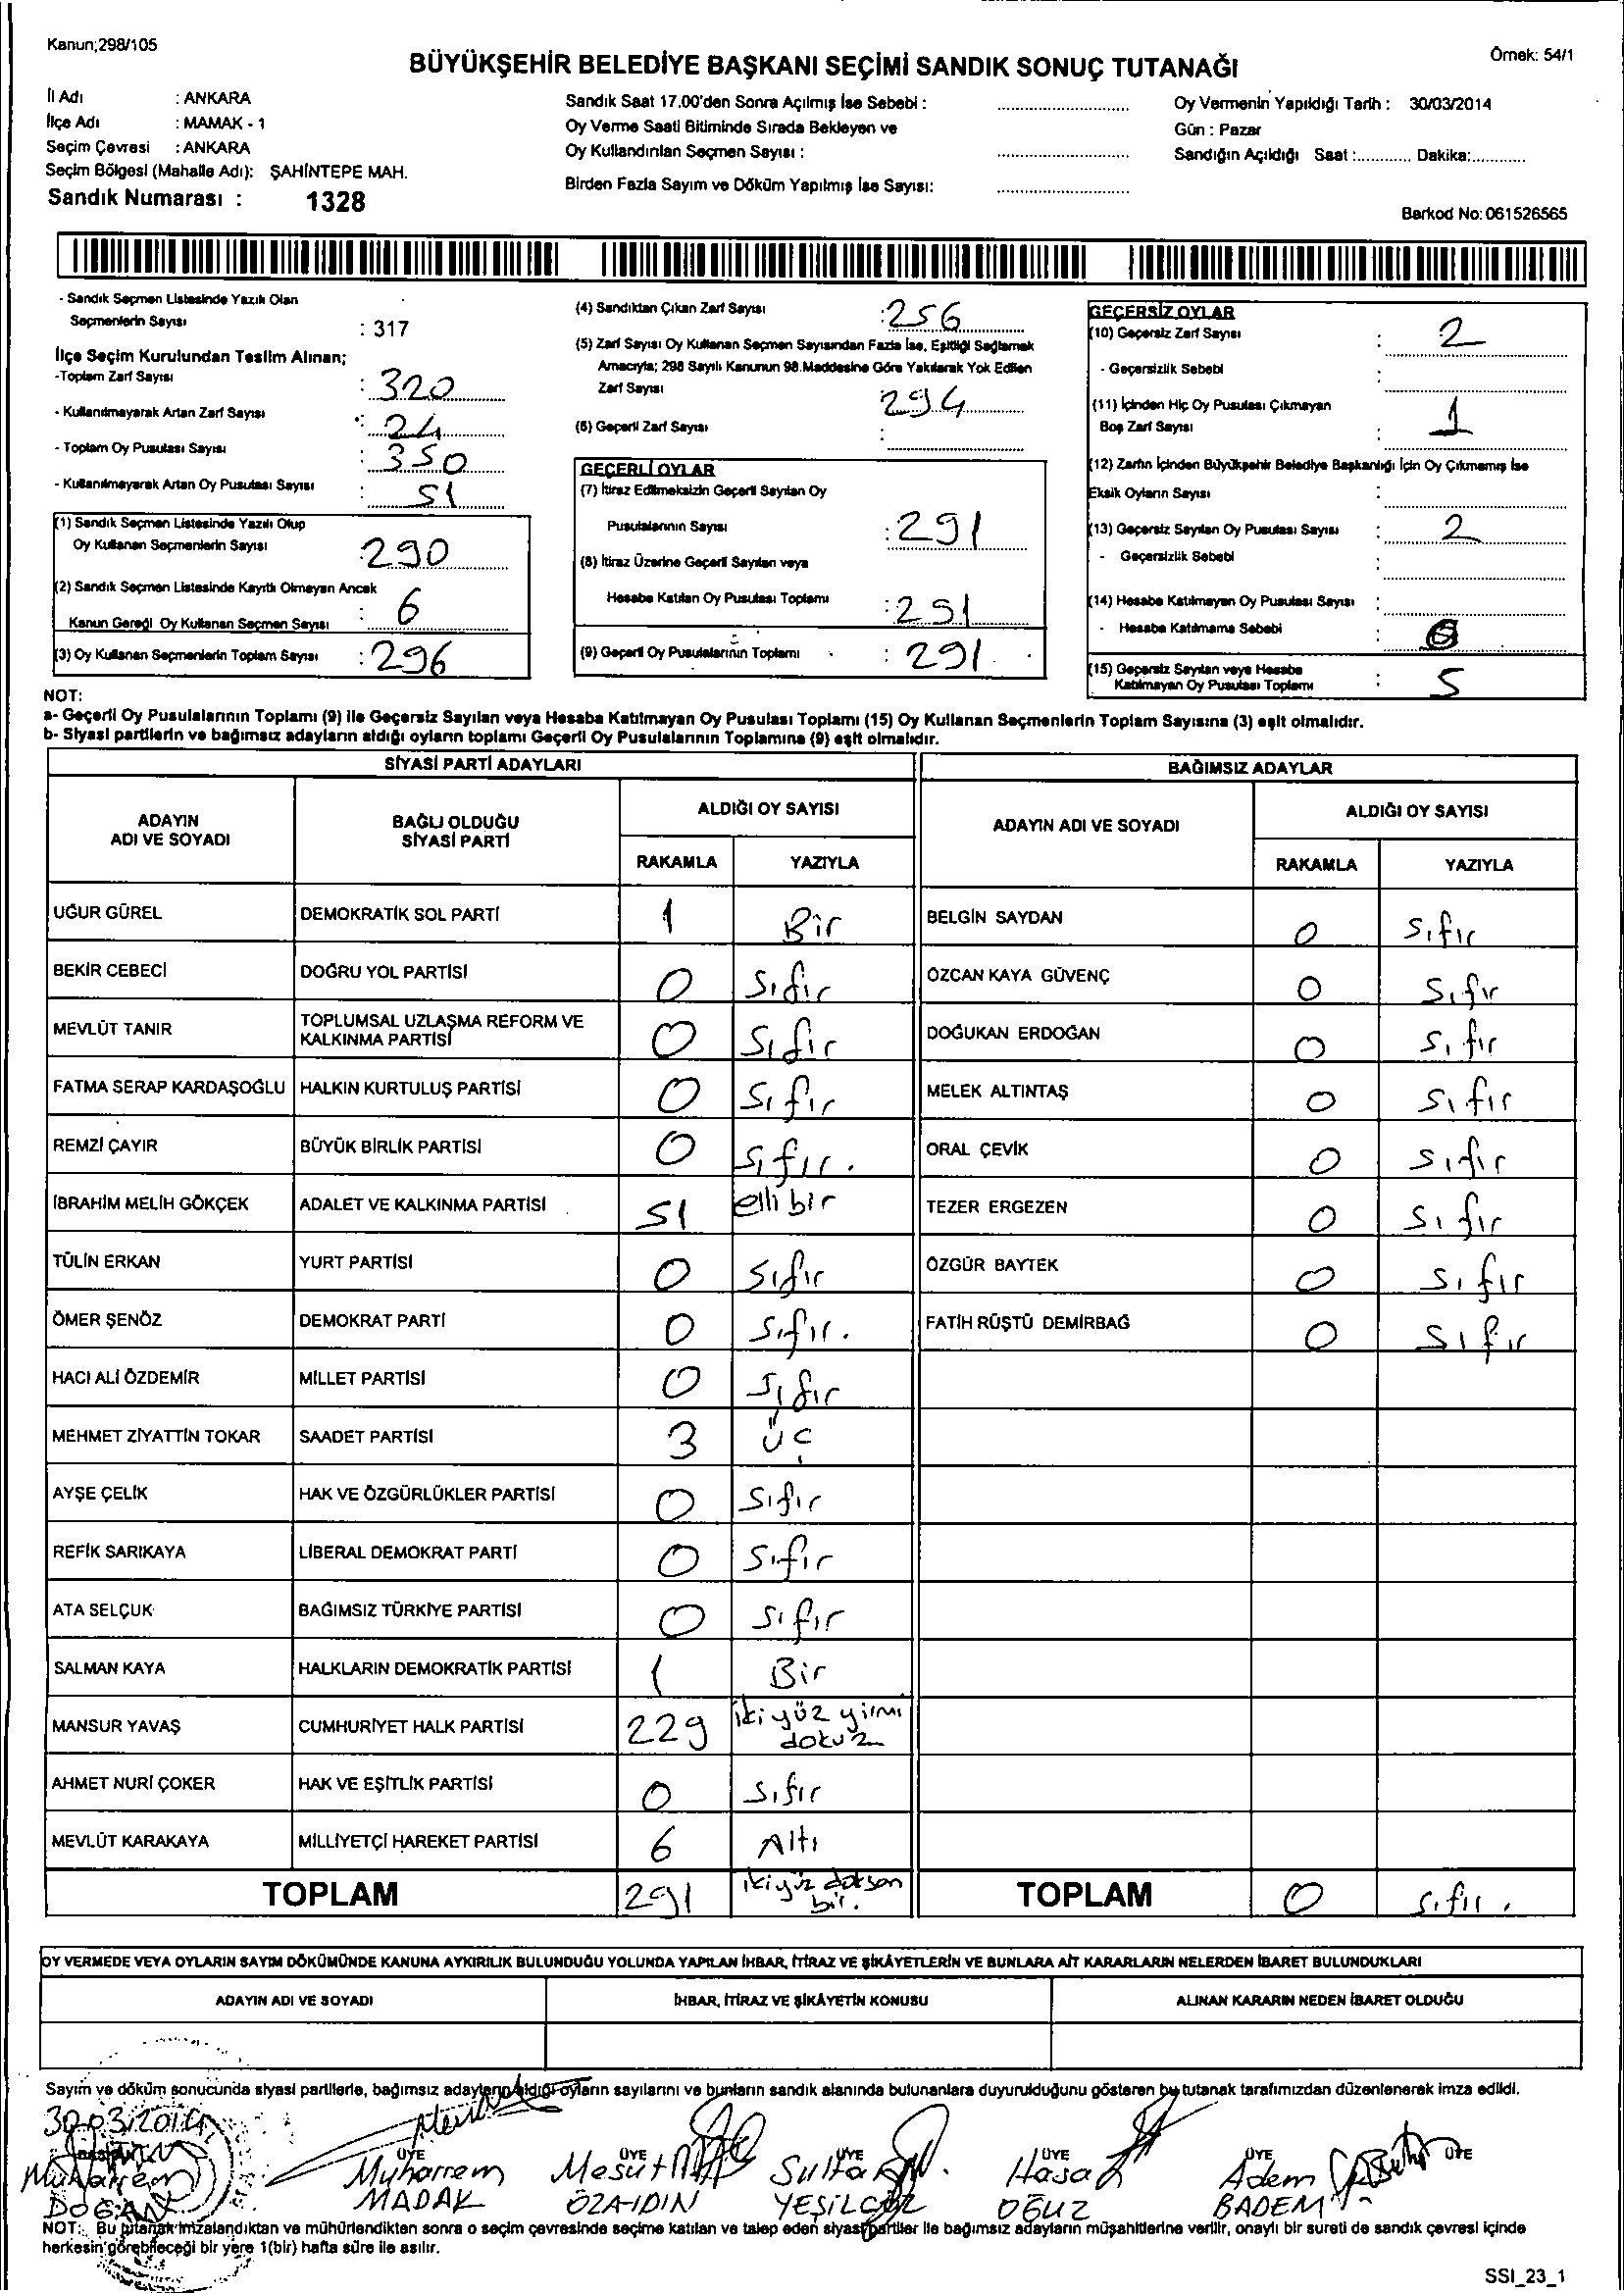 Kanun;298/105
Örnek: 54/1
BÜYÜKŞEHİR BELEDİYE BAŞKANI SEÇİMİ SANDIK SONUÇ TUTANAĞI
İl Adı : ANKARA
İlçe Adı : MAMAK - 1
Seçim Çevresi : ANKARA
Seçim Bölgesi (Mahalle Adı): ŞAHİNTEPE MAH.
Sandık Numarası : 1328
Sandık Saat 17.00'den Sonra Açılmış İse Sebebi :
Oy Verme Saati Bitiminde Sırada Bekleyen ve
Oy Kullandırılan Seçmen Sayısı :
Birden Fazla Sayım ve Döküm Yapılmış İse Sayısı:
Oy Vermenin Yapıldığı Tarih : 30/03/2014
Gün : Pazar
Sandığın Açıldığı Saat :............ Dakika:............
Barkod No: 061526565
- Sandık Seçmen Listesinde Yazılı Olan
Seçmenlerin Sayısı : 317
İlçe Seçim Kurulundan Teslim Alınan;
-Toplam Zarf Sayısı : 320
- Kullanılmayarak Artan Zarf Sayısı : 24
- Toplam Oy Pusulası Sayısı : 350
- Kullanılmayarak Artan Oy Pusulası Sayısı : 51
(1) Sandık Seçmen Listesinde Yazılı Olup
Oy Kullanan Seçmenlerin Sayısı : 290
(2) Sandık Seçmen Listesinde Kayıtlı Olmayan Ancak
Kanun Gereği Oy Kullanan Seçmen Sayısı : 6
(3) Oy Kullanan Seçmenlerin Toplam Sayısı : 296
(4) Sandıktan Çıkan Zarf Sayısı : 256
(5) Zarf Sayısı Oy Kullanan Seçmen Sayısından Fazla İse, Eşitliği Sağlamak
Amacıyla; 298 Sayılı Kanunun 98.Maddesine Göre Yakılarak Yok Edilen
Zarf Sayısı
294
(6) Geçerli Zarf Sayısı :
GEÇERLİ OYLAR
(7) İtiraz Edilmeksizin Geçerli Sayılan Oy
Pusulalarının Sayısı : 291
(8) İtiraz Üzerine Geçerli Sayılan veya
Hesaba Katılan Oy Pusulası Toplamı : 291
(9) Geçerli Oy Pusulalarının Toplamı : 291
GEÇERSİZ OYLAR
(10) Geçersiz Zarf Sayısı : 2
- Geçersizlik Sebebi :
(11) İçinden Hiç Oy Pusulası Çıkmayan
Boş Zarf Sayısı : 1
(12) Zarfın İçinden Büyükşehir Belediye Başkanlığı İçin Oy Çıkmamış İse
Eksik Oyların Sayısı :
(13) Geçersiz Sayılan Oy Pusulası Sayısı : 2
- Geçersizlik Sebebi :
(14) Hesaba Katılmayan Oy Pusulası Sayısı :
- Hesaba Katılmama Sebebi :
(15) Geçersiz Sayılan veya Hesaba
Katılmayan Oy Pusulası Toplamı : 5
NOT:
a- Geçerli Oy Pusulalarının Toplamı (9) ile Geçersiz Sayılan veya Hesaba Katılmayan Oy Pusulası Toplamı (15) Oy Kullanan Seçmenlerin Toplam Sayısına (3) eşit olmalıdır.
b- Siyasi partilerin ve bağımsız adayların aldığı oyların toplamı Geçerli Oy Pusulalarının Toplamına (9) eşit olmalıdır.
SİYASİ PARTİ ADAYLARI
ADAYIN ADI VE SOYADI BAĞLI OLDUĞU SİYASİ PARTİ ALDIĞI OY SAYISI
RAKAMLA YAZIYLA
UĞUR GÜREL DEMOKRATİK SOL PARTİ 1 Bir
BEKİR CEBECİ DOĞRU YOL PARTİSİ 0 sıfır
MEVLÜT TANIR TOPLUMSAL UZLAŞMA REFORM VE KALKINMA PARTİSİ 0 sıfır
FATMA SERAP KARDAŞOĞLU HALKIN KURTULUŞ PARTİSİ 0 sıfır
REMZİ ÇAYIR BÜYÜK BİRLİK PARTİSİ 0 sıfır.
İBRAHİM MELİH GÖKÇEK ADALET VE KALKINMA PARTİSİ 51 elli bir
TÜLİN ERKAN YURT PARTİSİ 0 sıfır
ÖMER ŞENÖZ DEMOKRAT PARTİ 0 sıfır.
HACI ALİ ÖZDEMİR MİLLET PARTİSİ 0 sıfır
MEHMET ZİYATTİN TOKAR SAADET PARTİSİ 3 üç
AYŞE ÇELİK HAK VE ÖZGÜRLÜKLER PARTİSİ 0 sıfır
REFİK SARIKAYA LİBERAL DEMOKRAT PARTİ 0 sıfır
ATA SELÇUK BAĞIMSIZ TÜRKİYE PARTİSİ 0 sıfır
SALMAN KAYA HALKLARIN DEMOKRATİK PARTİSİ 1 Bir
MANSUR YAVAŞ CUMHURİYET HALK PARTİSİ 229 iki yüz yirmi dokuz
AHMET NURİ ÇOKER HAK VE EŞİTLİK PARTİSİ 0 sıfır
MEVLÜT KARAKAYA MİLLİYETÇİ HAREKET PARTİSİ 6 Altı
TOPLAM 291 iki yüz doksan bir.
BAĞIMSIZ ADAYLAR
ADAYIN ADI VE SOYADI ALDIĞI OY SAYISI
RAKAMLA YAZIYLA
BELGİN SAYDAN 0 sıfır
ÖZCAN KAYA GÜVENÇ 0 sıfır
DOĞUKAN ERDOĞAN 0 sıfır
MELEK ALTINTAŞ 0 sıfır
ORAL ÇEVİK 0 sıfır
TEZER ERGEZEN 0 sıfır
ÖZGÜR BAYTEK 0 sıfır
FATİH RÜŞTÜ DEMİRBAĞ 0 sıfır
TOPLAM 0 sıfır.
OY VERMEDE VEYA OYLARIN SAYIM DÖKÜMÜNDE KANUNA AYKIRILIK BULUNDUĞU YOLUNDA YAPILAN İHBAR, İTİRAZ VE ŞİKÂYETLERİN VE BUNLARA AİT KARARLARIN NELERDEN İBARET BULUNDUKLARI
ADAYIN ADI VE SOYADI İHBAR, İTİRAZ VE ŞİKÂYETİN KONUSU ALINAN KARARIN NEDEN İBARET OLDUĞU
Sayım ve döküm sonucunda siyasi partilerle, bağımsız adayların aldığı oyların sayılarını ve bunların sandık alanında bulunanlara duyurulduğunu gösteren bu tutanak tarafımızdan düzenlenerek imza edildi.
30.03.2014
ÜYE ÜYE ÜYE ÜYE ÜYE ÜYE
Muharrem Muharrem Mesut Sultan Hasan Adem
DOĞAN MADAK ÖZAYDIN YEŞİLGÖZ OĞUZ BADEM
NOT: Bu tutanak imzalandıktan ve mühürlendikten sonra o seçim çevresinde seçime katılan ve talep eden siyasi partiler ile bağımsız adayların müşahitlerine verilir, onaylı bir sureti de sandık çevresi içinde
herkesin görebileceği bir yere 1(bir) hafta süre ile asılır.
SSI_23_1